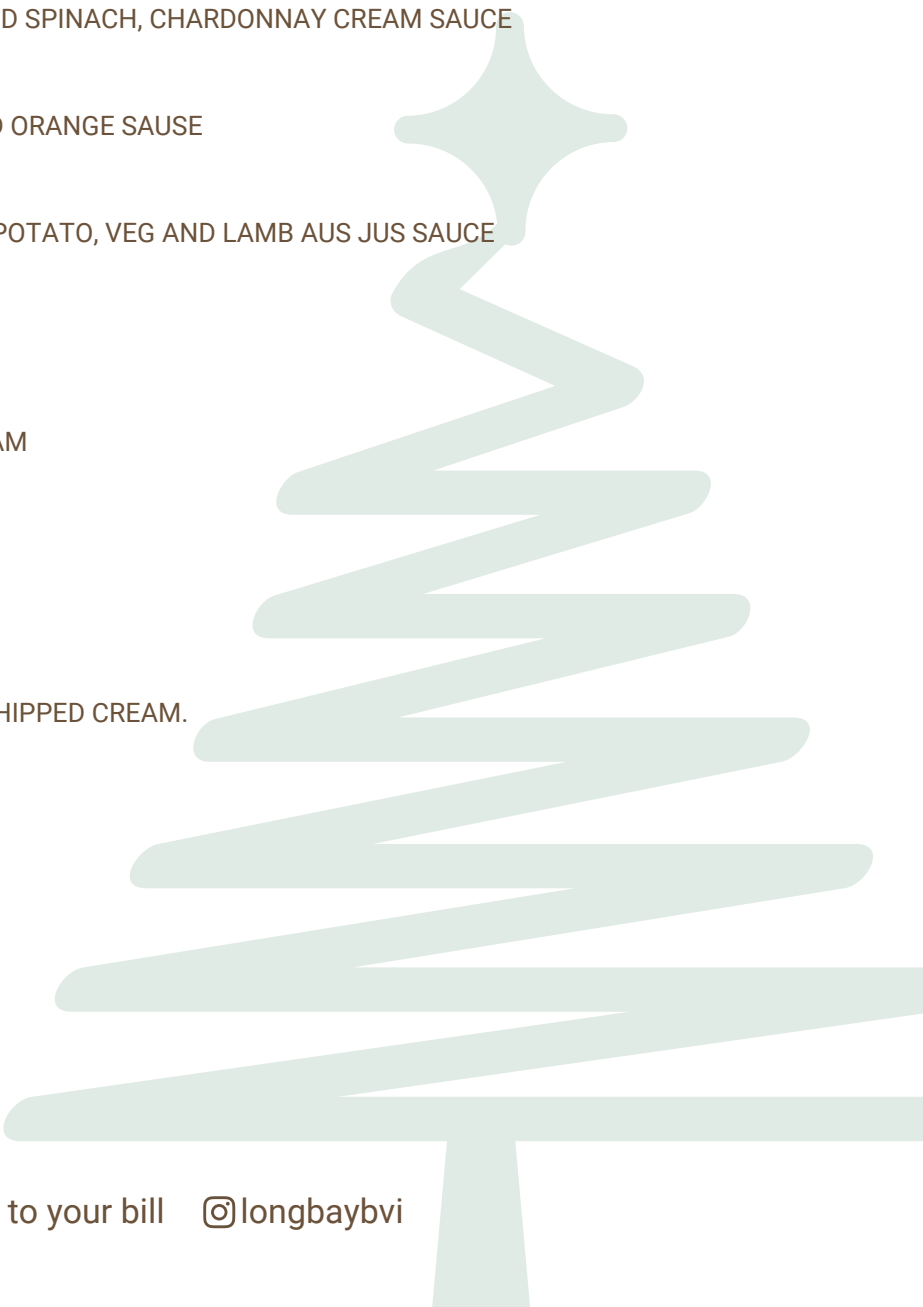 D SPINACH, CHARDONNAY CREAM SAUCE
ORANGE SAUSE
POTATO, VEG AND LAMB AUS JUS SAUCE
AM
HIPPED CREAM.
to your bill longbaybvi